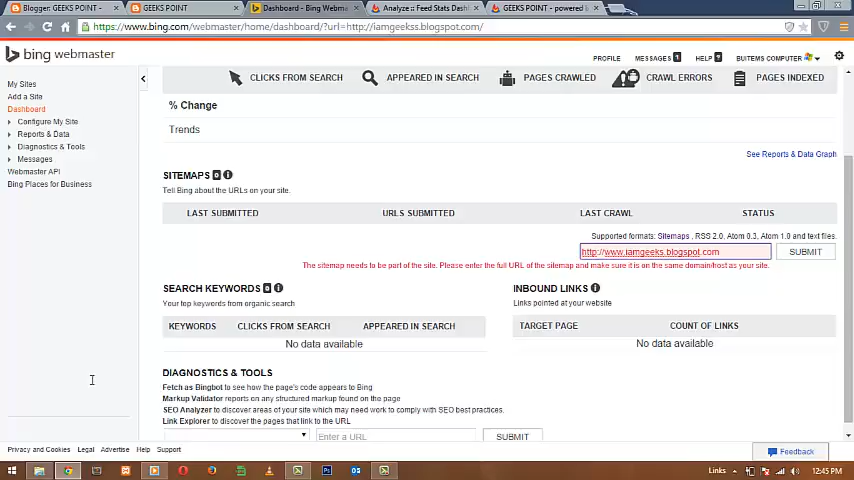 Blogger: GEEKS POINT -
GEEKS POINT
Dashboard - Bing Webmas
Analyze :: Feed Stats Dash
GEEKS POINT - powered b
https://www.bing.com/webmaster/home/dashboard/?url=http://iamgeekss.blogspot.com/
bing webmaster
PROFILE MESSAGES 1 HELP ? BUITEMS COMPUTER
My Sites
Add a Site
Dashboard
Configure My Site
Reports & Data
Diagnostics & Tools
Messages
Webmaster API
Bing Places for Business
CLICKS FROM SEARCH APPEARED IN SEARCH PAGES CRAWLED CRAWL ERRORS PAGES INDEXED
% Change
Trends
See Reports & Data Graph
SITEMAPS 0
Tell Bing about the URLs on your site.
LAST SUBMITTED URLS SUBMITTED LAST CRAWL STATUS
Supported formats: Sitemaps , RSS 2.0, Atom 0.3, Atom 1.0 and text files.
http://www.iamgeeks.blogspot.com SUBMIT
The sitemap needs to be part of the site. Please enter the full URL of the sitemap and make sure it is on the same domain/host as your site.
SEARCH KEYWORDS 0
Your top keywords from organic search
KEYWORDS CLICKS FROM SEARCH APPEARED IN SEARCH
No data available
INBOUND LINKS
Links pointed at your website
TARGET PAGE COUNT OF LINKS
No data available
DIAGNOSTICS & TOOLS
Fetch as Bingbot to see how the page's code appears to Bing
Markup Validator reports on any structured markup found on the page
SEO Analyzer to discover areas of your site which may need work to comply with SEO best practices.
Link Explorer to discover the pages that link to the URL
Enter a URL SUBMIT
Privacy and Cookies Legal Advertise Help Support
Feedback
Links 12:45 PM